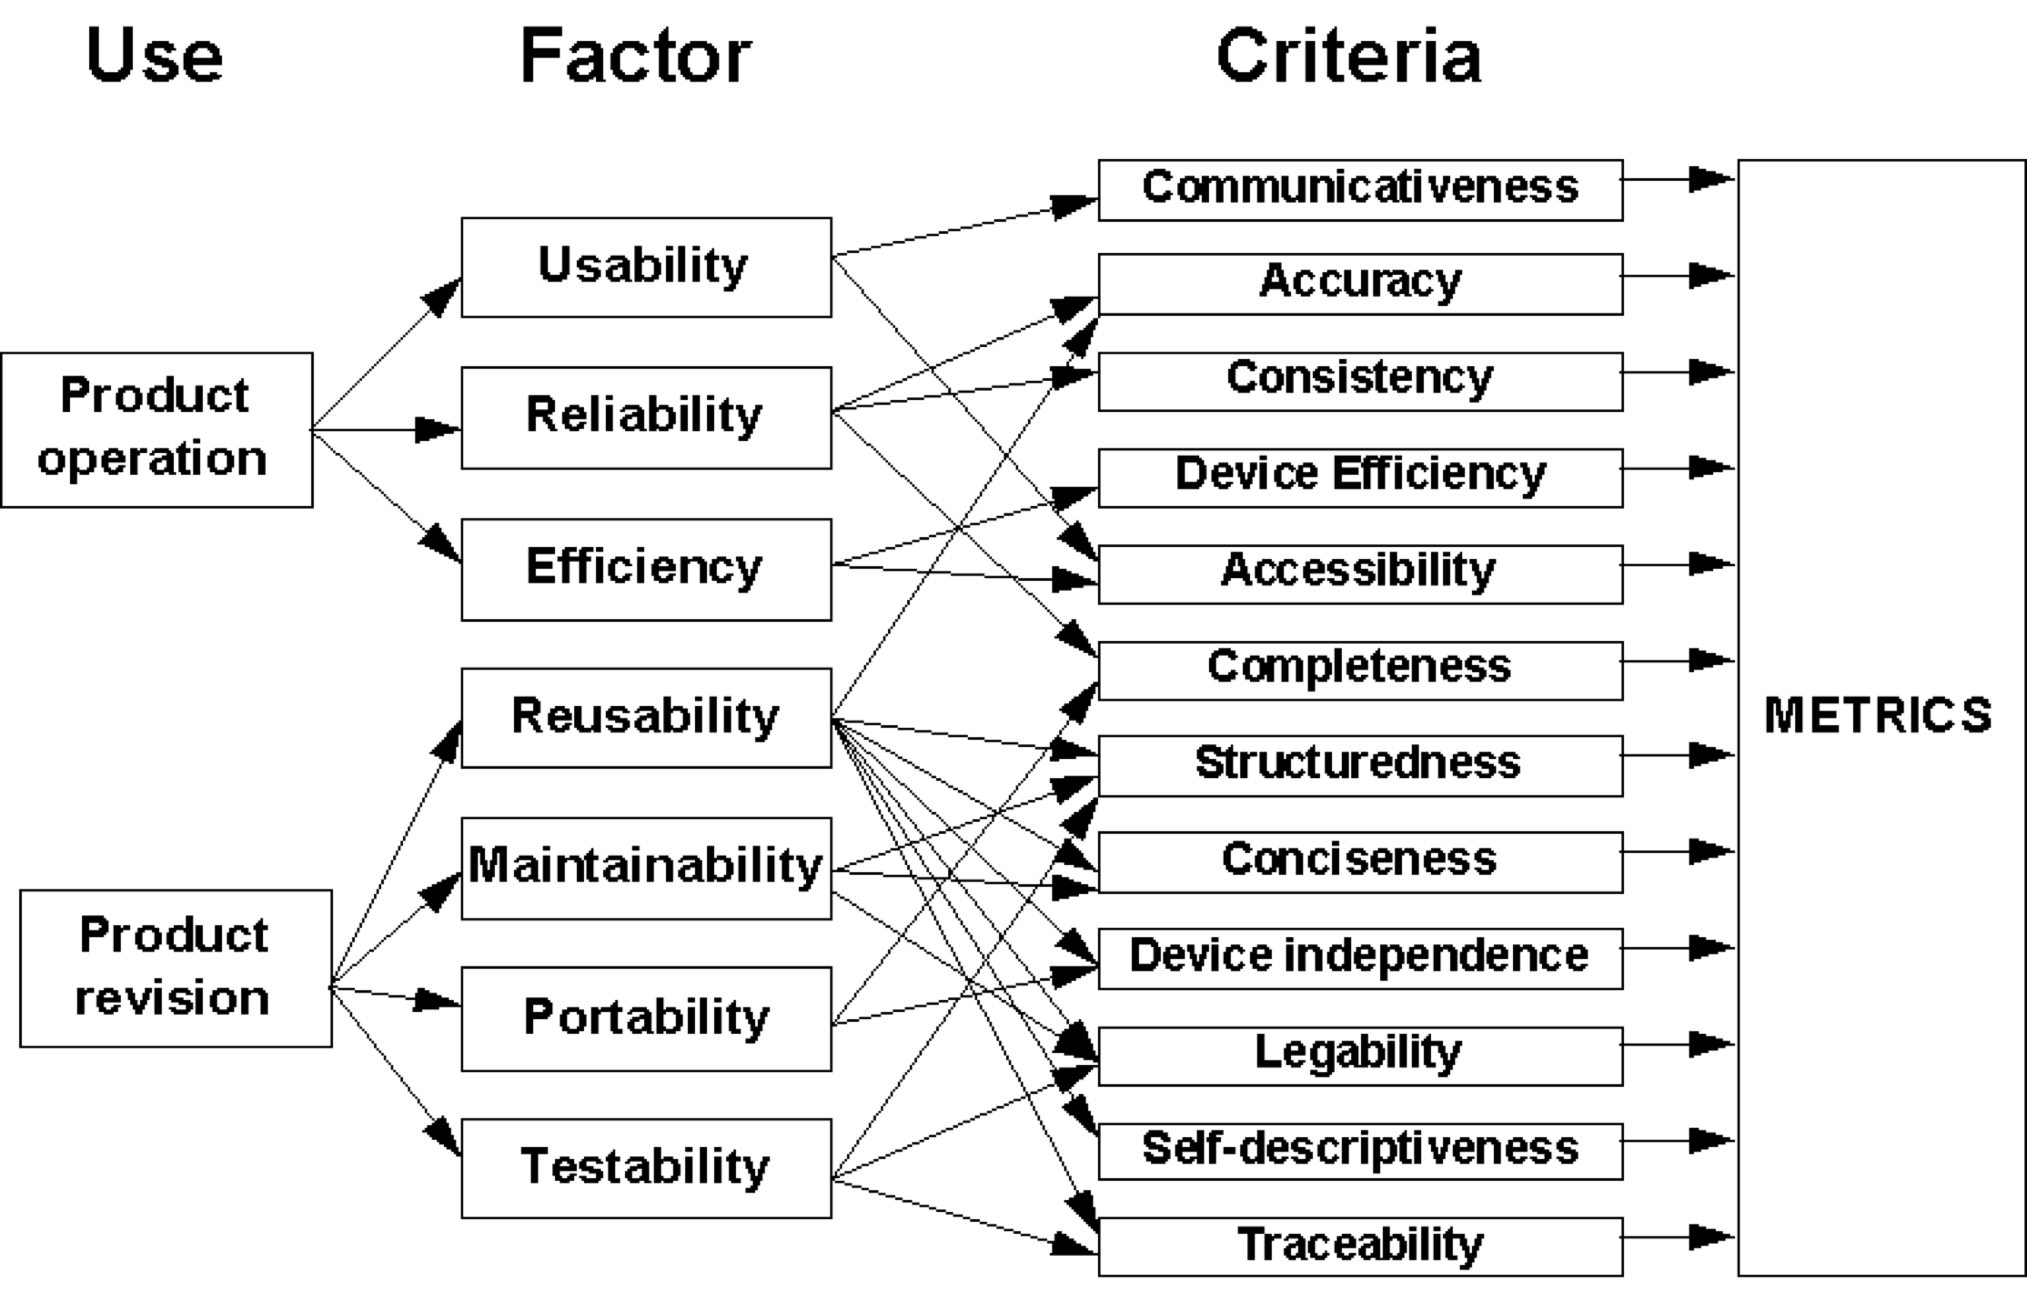 Use
Factor
Criteria
Product
operation
Product
revision
Usability
Reliability
Efficiency
Reusability
Maintainability
Portability
Testability
Communicativeness
Accuracy
Consistency
Device Efficiency
Accessibility
Completeness
Structuredness
Conciseness
Device independence
Legability
Self-descriptiveness
Traceability
METRICS